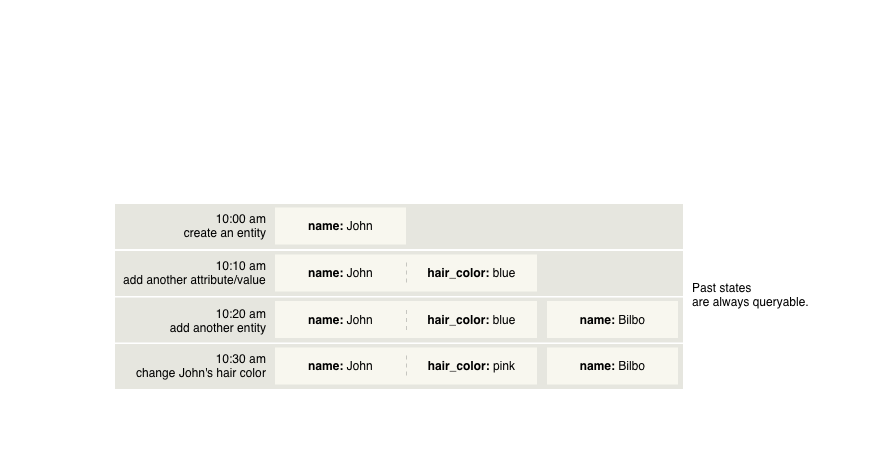 10:00 am
create an entity
name: John
10:10 am
add another attribute/value
name: John
hair_color: blue
10:20 am
add another entity
name: John
hair_color: blue
name: Bilbo
10:30 am
change John's hair color
name: John
hair_color: pink
name: Bilbo
Past states
are always queryable.